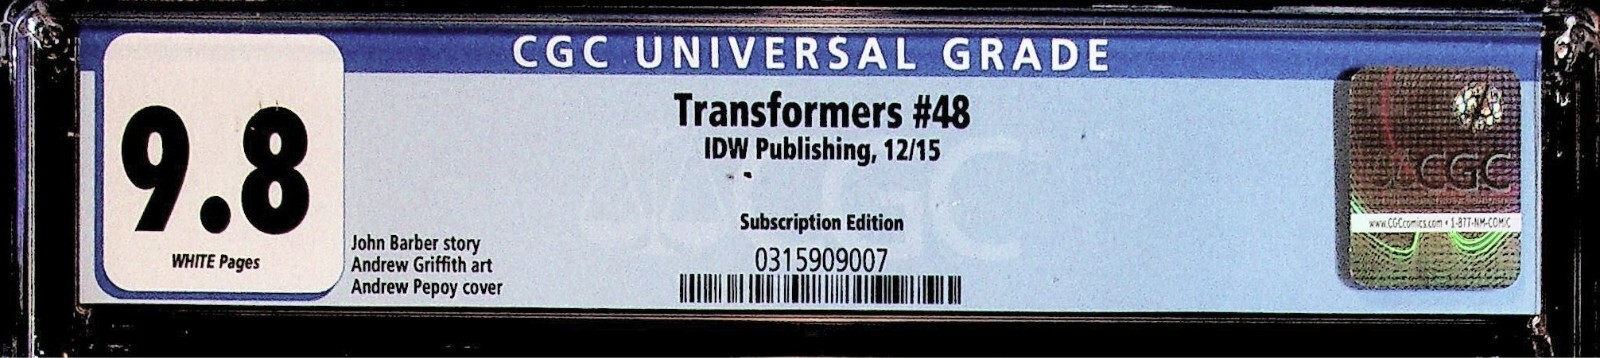 CGC UNIVERSAL GRADE
9.8
WHITE Pages
Transformers #48
IDW Publishing, 12/15
Subscription Edition
0315909007
John Barber story
Andrew Griffith art
Andrew Pepoy cover
CGC
CGC
www.CGCcomics.com • 1-877-NM-COMIC